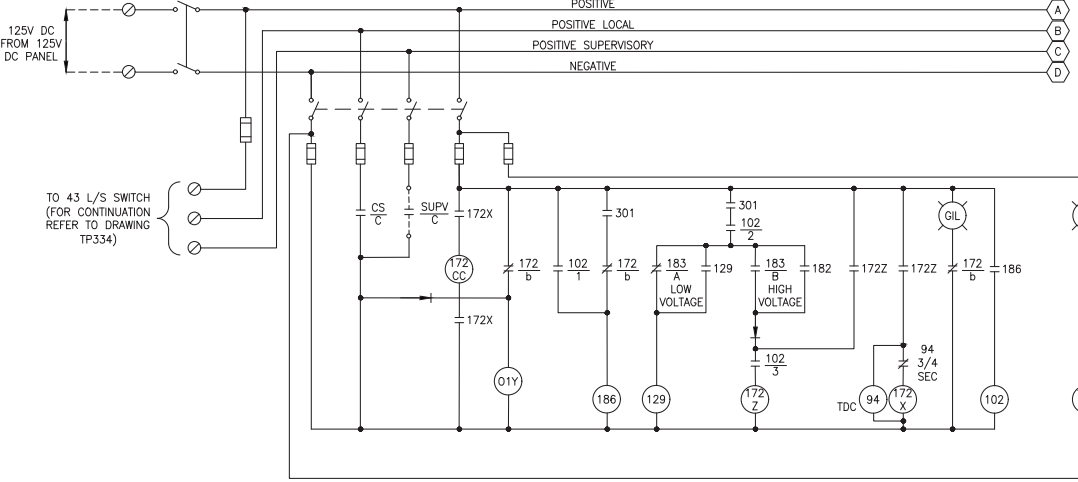 POSITIVE
A
POSITIVE LOCAL
B
125V DC
FROM 125V
DC PANEL
POSITIVE SUPERVISORY
C
NEGATIVE
D
TO 43 L/S SWITCH
(FOR CONTINUATION
REFER TO DRAWING
TP334)
CS
C
SUPV
C
172X
172
CC
172X
172
b
01Y
102
1
301
172
b
186
183
A
LOW
VOLTAGE
129
129
301
102
2
183
B
HIGH
VOLTAGE
182
102
3
172
Z
172Z
172Z
94
3/4
SEC
TDC
94
172
X
GIL
172
b
186
102